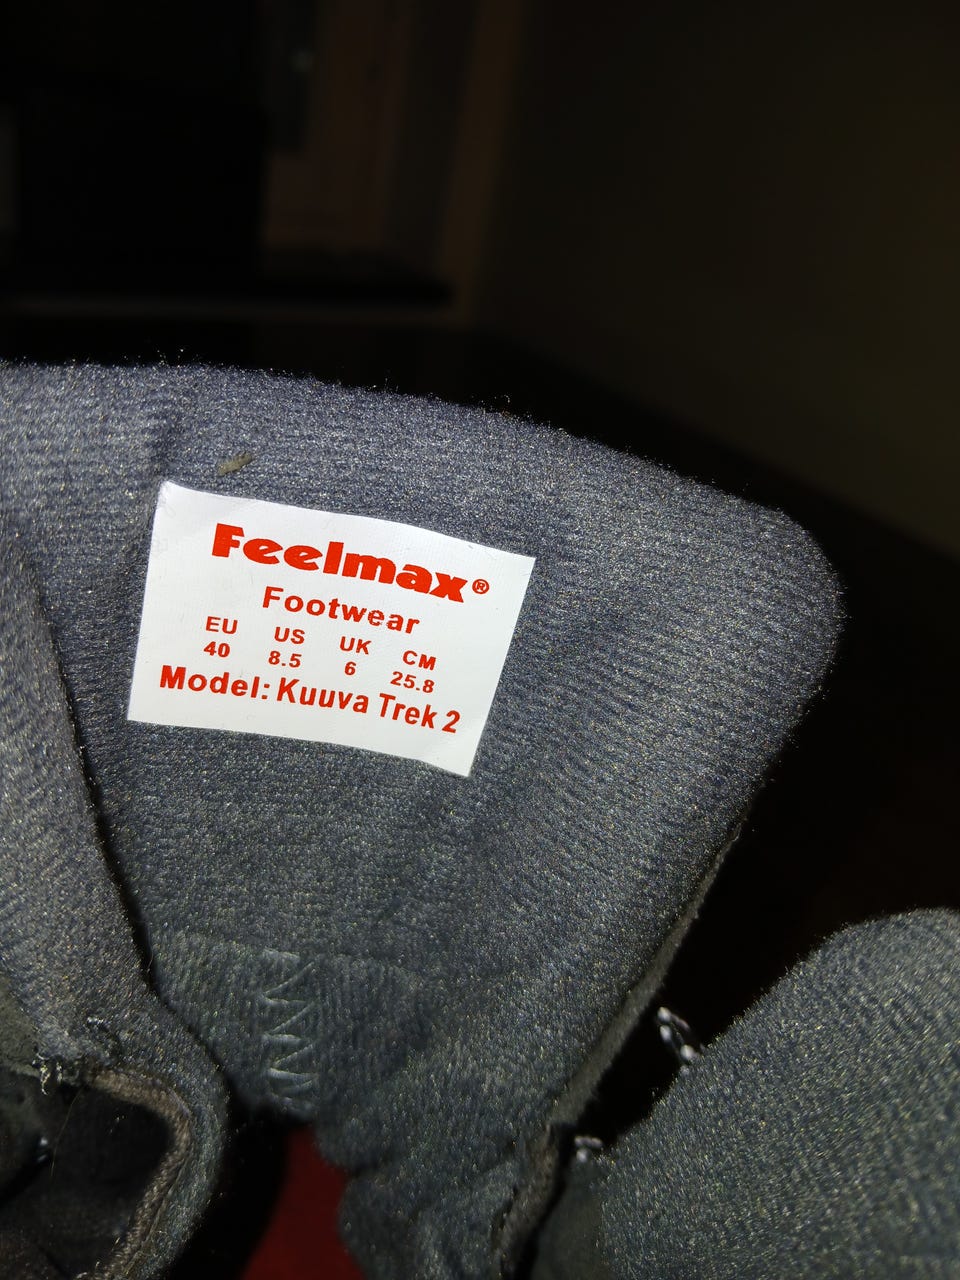 Feelmax®
Footwear
EU US UK CM
40 8.5 6 25.8
Model: Kuuva Trek 2